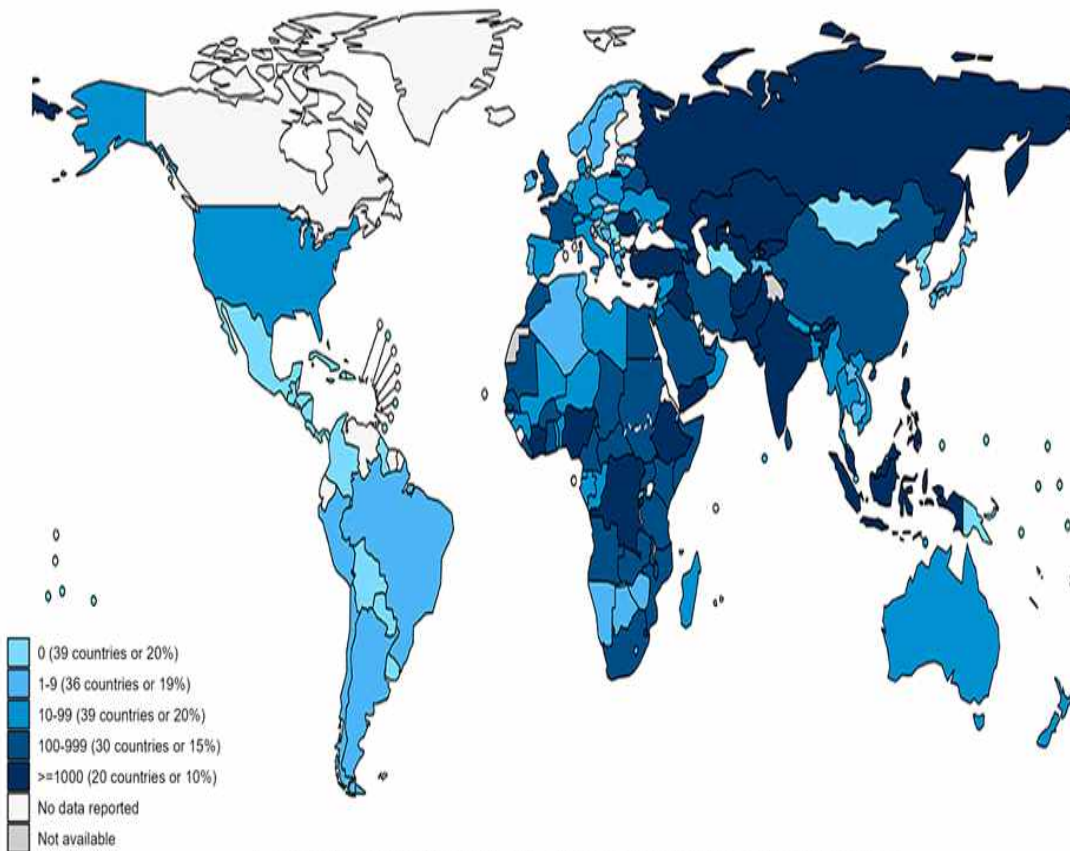 0 (39 countries or 20%)
1-9 (36 countries or 19%)
10-99 (39 countries or 20%)
100-999 (30 countries or 15%)
>=1000 (20 countries or 10%)
No data reported
Not available